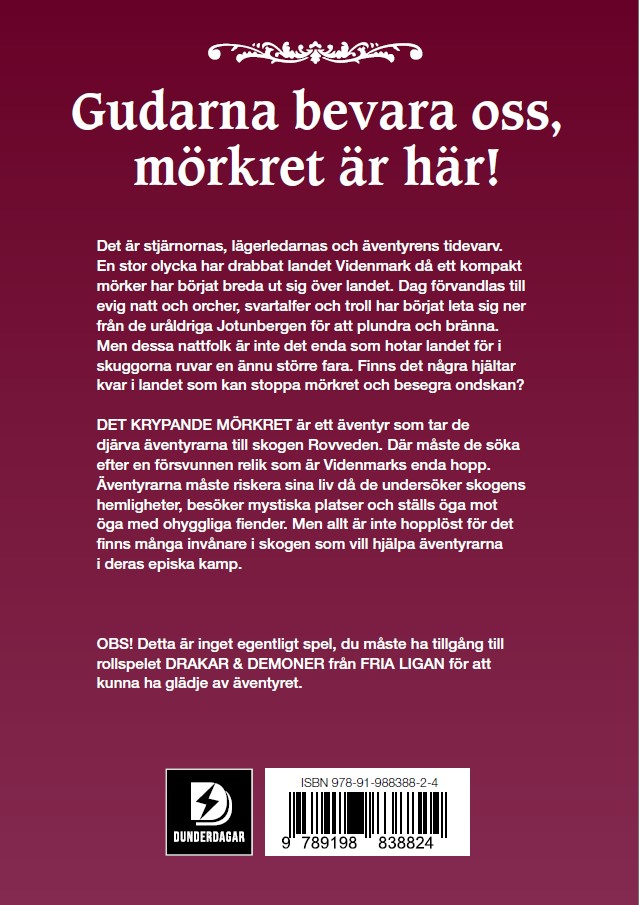 Gudarna bevara oss,
mörkret är här!
Det är stjärnornas, lägerledarnas och äventyrens tidevarv.
En stor olycka har drabbat landet Videnmark då ett kompakt
mörker har börjat breda ut sig över landet. Dag förvandlas till
evig natt och orcher, svartalfer och troll har börjat leta sig ner
från de uråldriga Jotunbergen för att plundra och bränna.
Men dessa nattfolk är inte det enda som hotar landet för i
skuggorna ruvar en ännu större fara. Finns det några hjältar
kvar i landet som kan stoppa mörkret och besegra ondskan?
DET KRYPANDE MÖRKRET är ett äventyr som tar de
djärva äventyrarna till skogen Rovveden. Där måste de söka
efter en försvunnen relik som är Videnmarks enda hopp.
Äventyrarna måste riskera sina liv då de undersöker skogens
hemligheter, besöker mystiska platser och ställs öga mot
öga med ohyggliga fiender. Men allt är inte hopplöst för det
finns många invånare i skogen som vill hjälpa äventyrarna
i deras episka kamp.
OBS! Detta är inget egentligt spel, du måste ha tillgång till
rollspelet DRAKAR & DEMONER från FRIA LIGAN för att
kunna ha glädje av äventyret.
DUNDERDAGAR
ISBN 978-91-988388-2-4
9 789198 838824